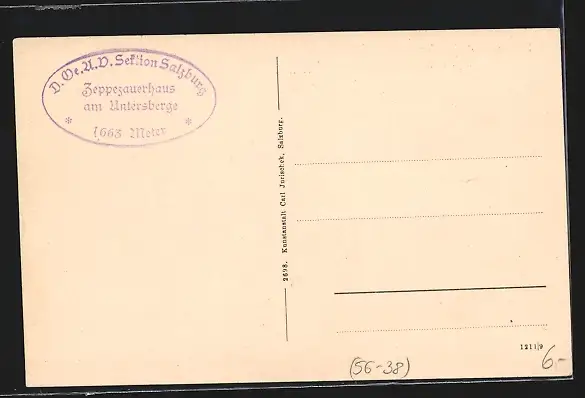 D. Oe. A. V. Sektion Salzburg
Zeppezauerhaus
am Untersberge
* 1663 Meter *
2698. Kunstanstalt Carl Jurischek, Salzburg.
1211/9
(56-38)
6.-